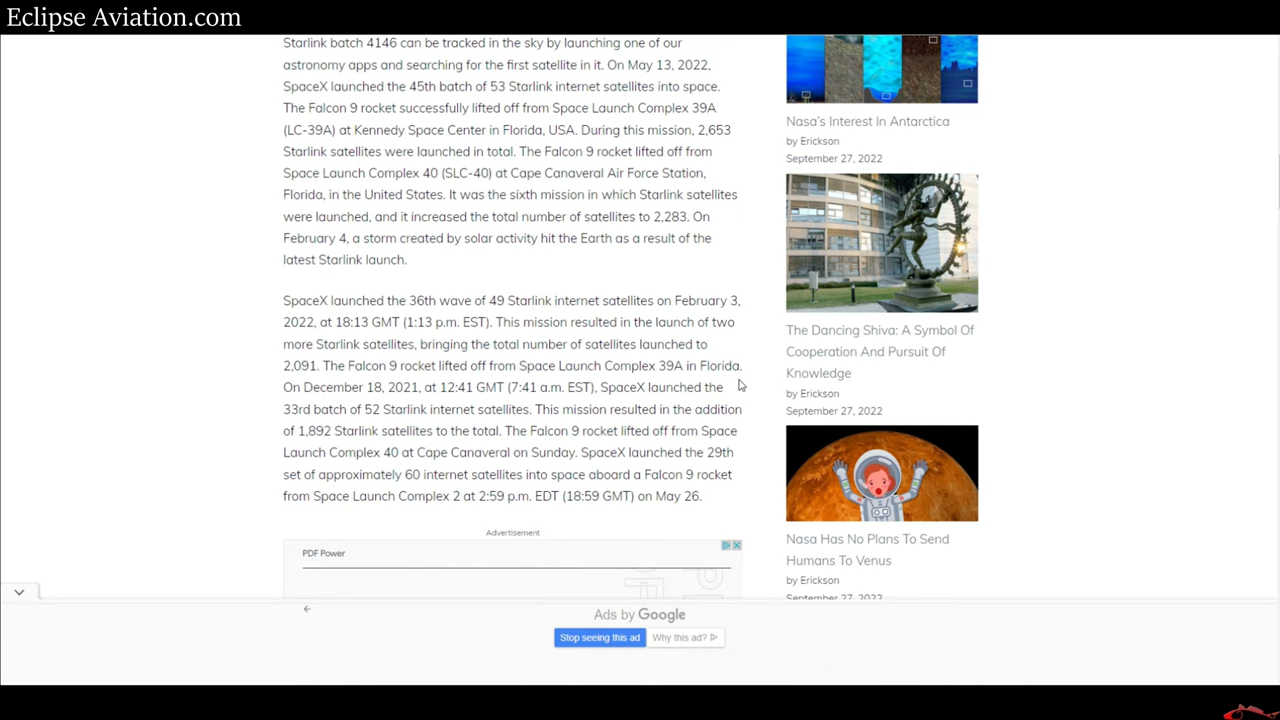 Eclipse Aviation.com
Starlink batch 4146 can be tracked in the sky by launching one of our
astronomy apps and searching for the first satellite in it. On May 13, 2022,
SpaceX launched the 45th batch of 53 Starlink internet satellites into space.
The Falcon 9 rocket successfully lifted off from Space Launch Complex 39A
(LC-39A) at Kennedy Space Center in Florida, USA. During this mission, 2,653
Starlink satellites were launched in total. The Falcon 9 rocket lifted off from
Space Launch Complex 40 (SLC-40) at Cape Canaveral Air Force Station,
Florida, in the United States. It was the sixth mission in which Starlink satellites
were launched, and it increased the total number of satellites to 2,283. On
February 4, a storm created by solar activity hit the Earth as a result of the
latest Starlink launch.
SpaceX launched the 36th wave of 49 Starlink internet satellites on February 3,
2022, at 18:13 GMT (1:13 p.m. EST). This mission resulted in the launch of two
more Starlink satellites, bringing the total number of satellites launched to
2,091. The Falcon 9 rocket lifted off from Space Launch Complex 39A in Florida.
On December 18, 2021, at 12:41 GMT (7:41 a.m. EST), SpaceX launched the
33rd batch of 52 Starlink internet satellites. This mission resulted in the addition
of 1,892 Starlink satellites to the total. The Falcon 9 rocket lifted off from Space
Launch Complex 40 at Cape Canaveral on Sunday. SpaceX launched the 29th
set of approximately 60 internet satellites into space aboard a Falcon 9 rocket
from Space Launch Complex 2 at 2:59 p.m. EDT (18:59 GMT) on May 26.
Advertisement
PDF Power
Nasa's Interest In Antarctica
by Erickson
September 27, 2022
The Dancing Shiva: A Symbol Of
Cooperation And Pursuit Of
Knowledge
by Erickson
September 27, 2022
Nasa Has No Plans To Send
Humans To Venus
by Erickson
September 27, 2022
Ads by Google
Stop seeing this ad
Why this ad?